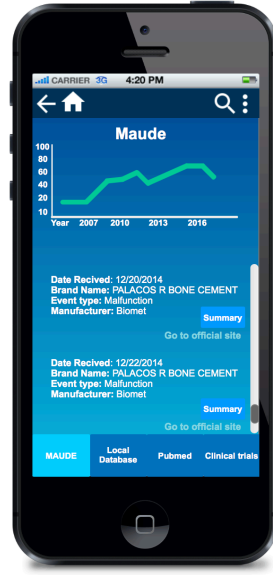 CARRIER 3G 4:20 PM
Maude
100
80
60
40
20
10
Year 2007 2010 2013 2016
Date Recived: 12/20/2014
Brand Name: PALACOS R BONE CEMENT
Event type: Malfunction
Manufacturer: Biomet
Summary
Go to official site
Date Recived: 12/22/2014
Brand Name: PALACOS R BONE CEMENT
Event type: Malfunction
Manufacturer: Biomet
Summary
Go to official site
MAUDE Local Database Pubmed Clinical trials